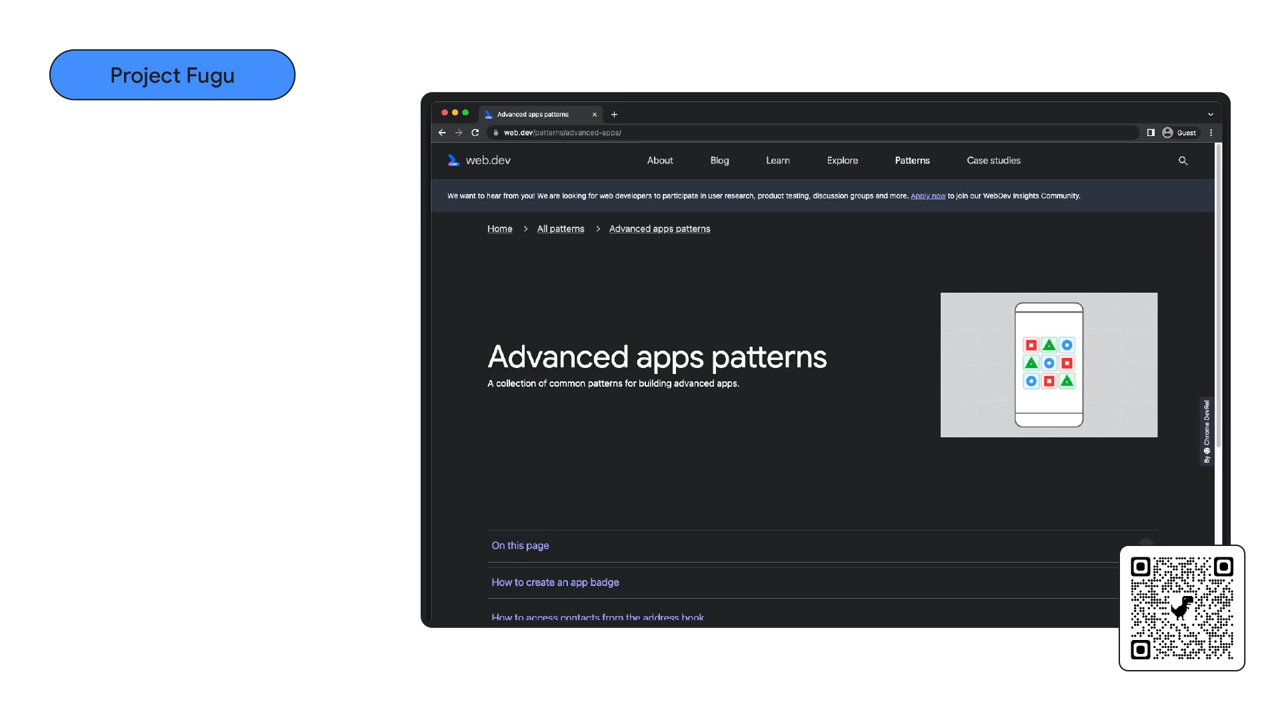 Project Fugu
Advanced apps patterns
web.dev/patterns/advanced-apps/
Guest
web.dev
About
Blog
Learn
Explore
Patterns
Case studies
We want to hear from you! We are looking for web developers to participate in user research, product testing, discussion groups and more. Apply now to join our WebDev Insights Community.
Home
All patterns
Advanced apps patterns
Advanced apps patterns
A collection of common patterns for building advanced apps.
By Chrome DevRel
On this page
How to create an app badge
How to access contacts from the address book